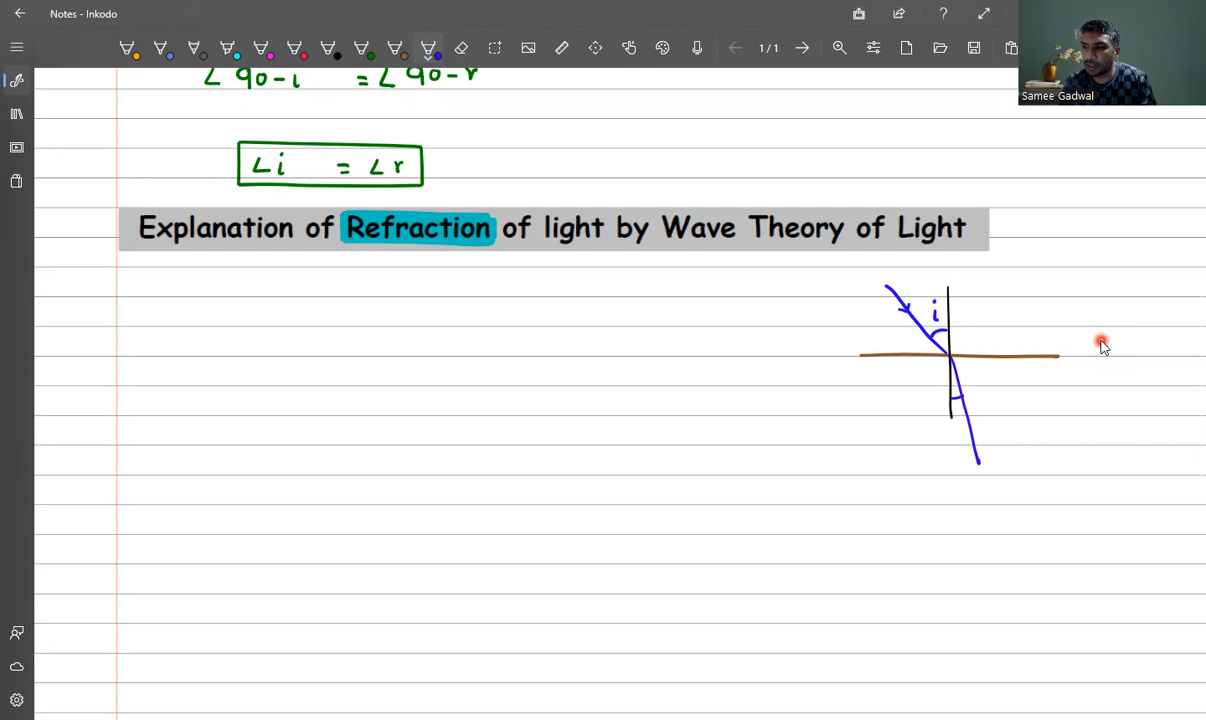 Notes - Inkodo
1/1
Samee Gadwal
∠ 90-i = ∠ 90-r
∠i = ∠r
Explanation of Refraction of light by Wave Theory of Light
i